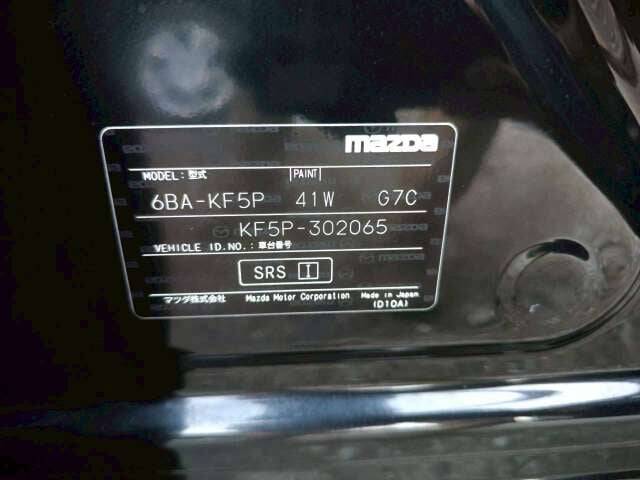 mazda
MODEL:型式 PAINT
6BA-KF5P 41W G7C
KF5P-302065
VEHICLE ID.NO.:車台番号
SRS I
マツダ株式会社 Mazda Motor Corporation Made in Japan
(D10A)